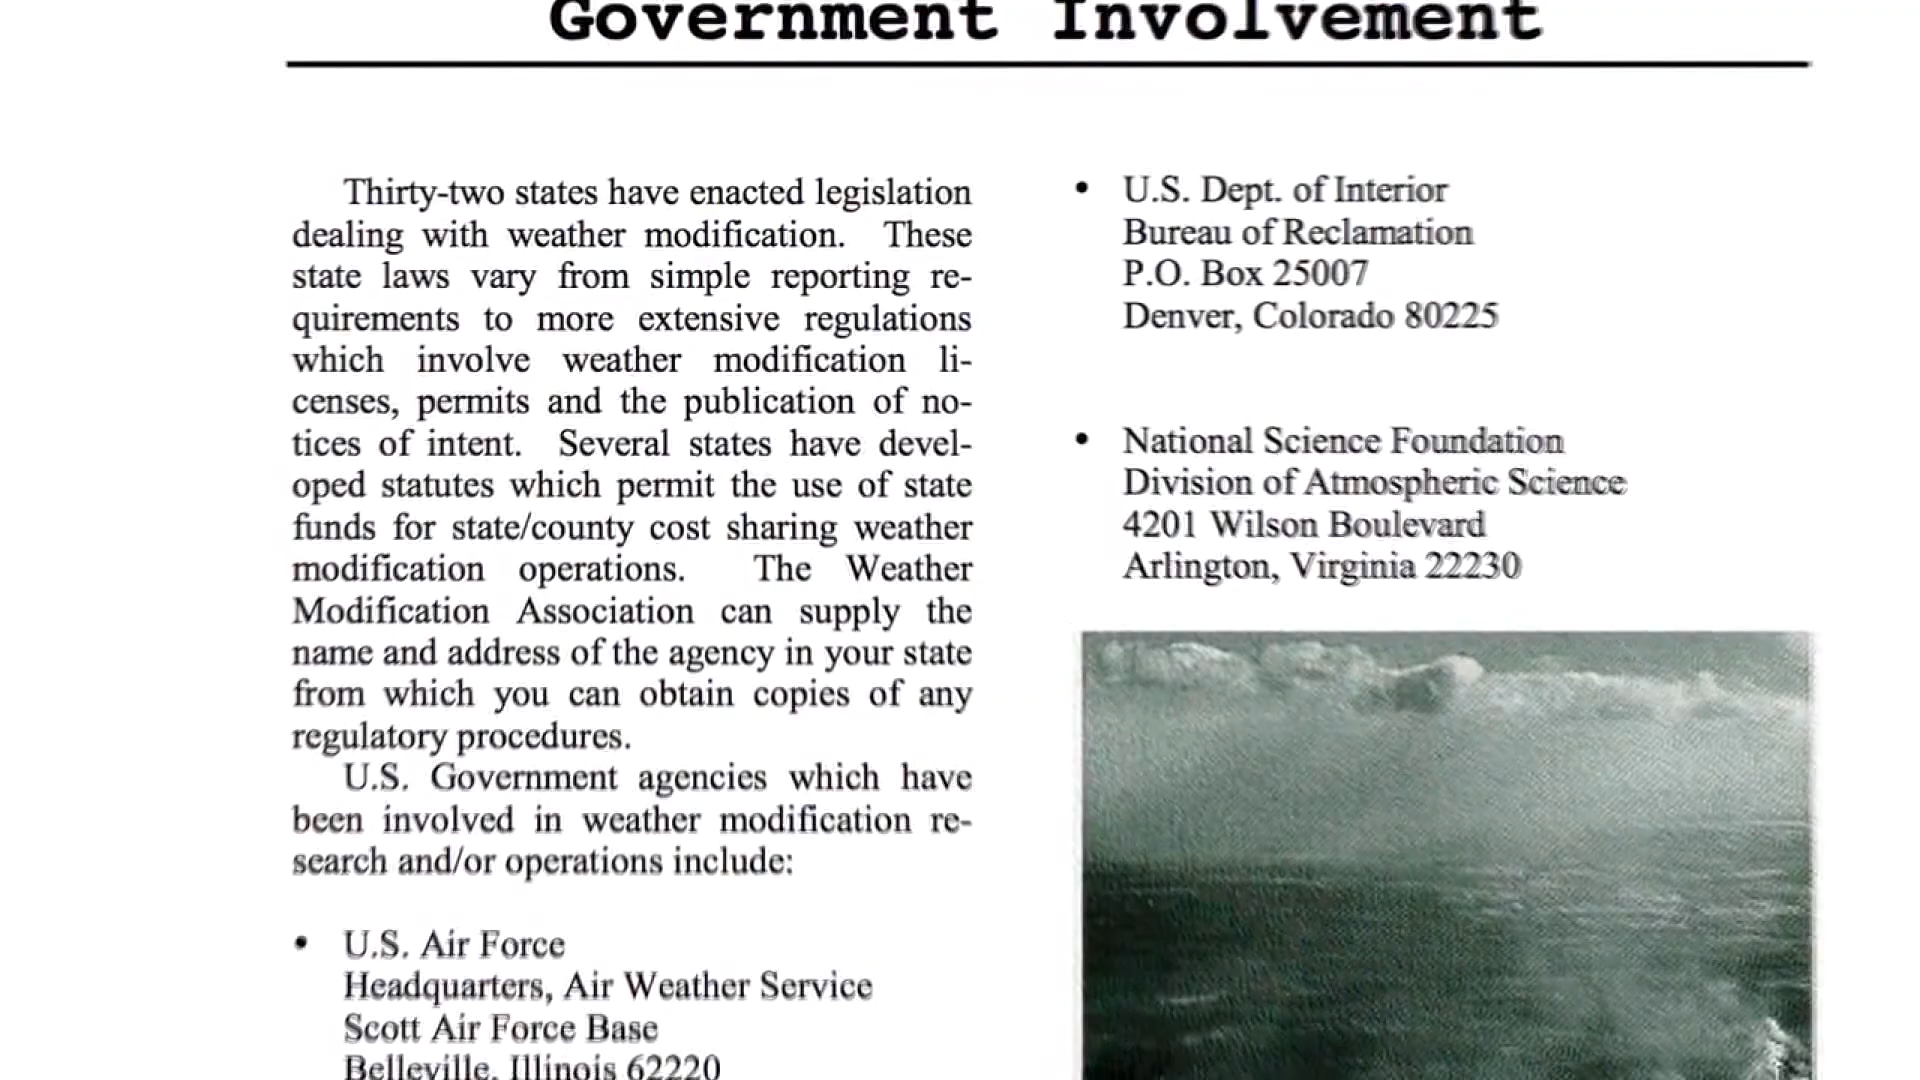 Government Involvement
Thirty-two states have enacted legislation
dealing with weather modification. These
state laws vary from simple reporting re-
quirements to more extensive regulations
which involve weather modification li-
censes, permits and the publication of no-
tices of intent. Several states have devel-
oped statutes which permit the use of state
funds for state/county cost sharing weather
modification operations. The Weather
Modification Association can supply the
name and address of the agency in your state
from which you can obtain copies of any
regulatory procedures.
U.S. Government agencies which have
been involved in weather modification re-
search and/or operations include:
• U.S. Air Force
Headquarters, Air Weather Service
Scott Air Force Base
Belleville, Illinois 62220
• U.S. Dept. of Interior
Bureau of Reclamation
P.O. Box 25007
Denver, Colorado 80225
• National Science Foundation
Division of Atmospheric Science
4201 Wilson Boulevard
Arlington, Virginia 22230